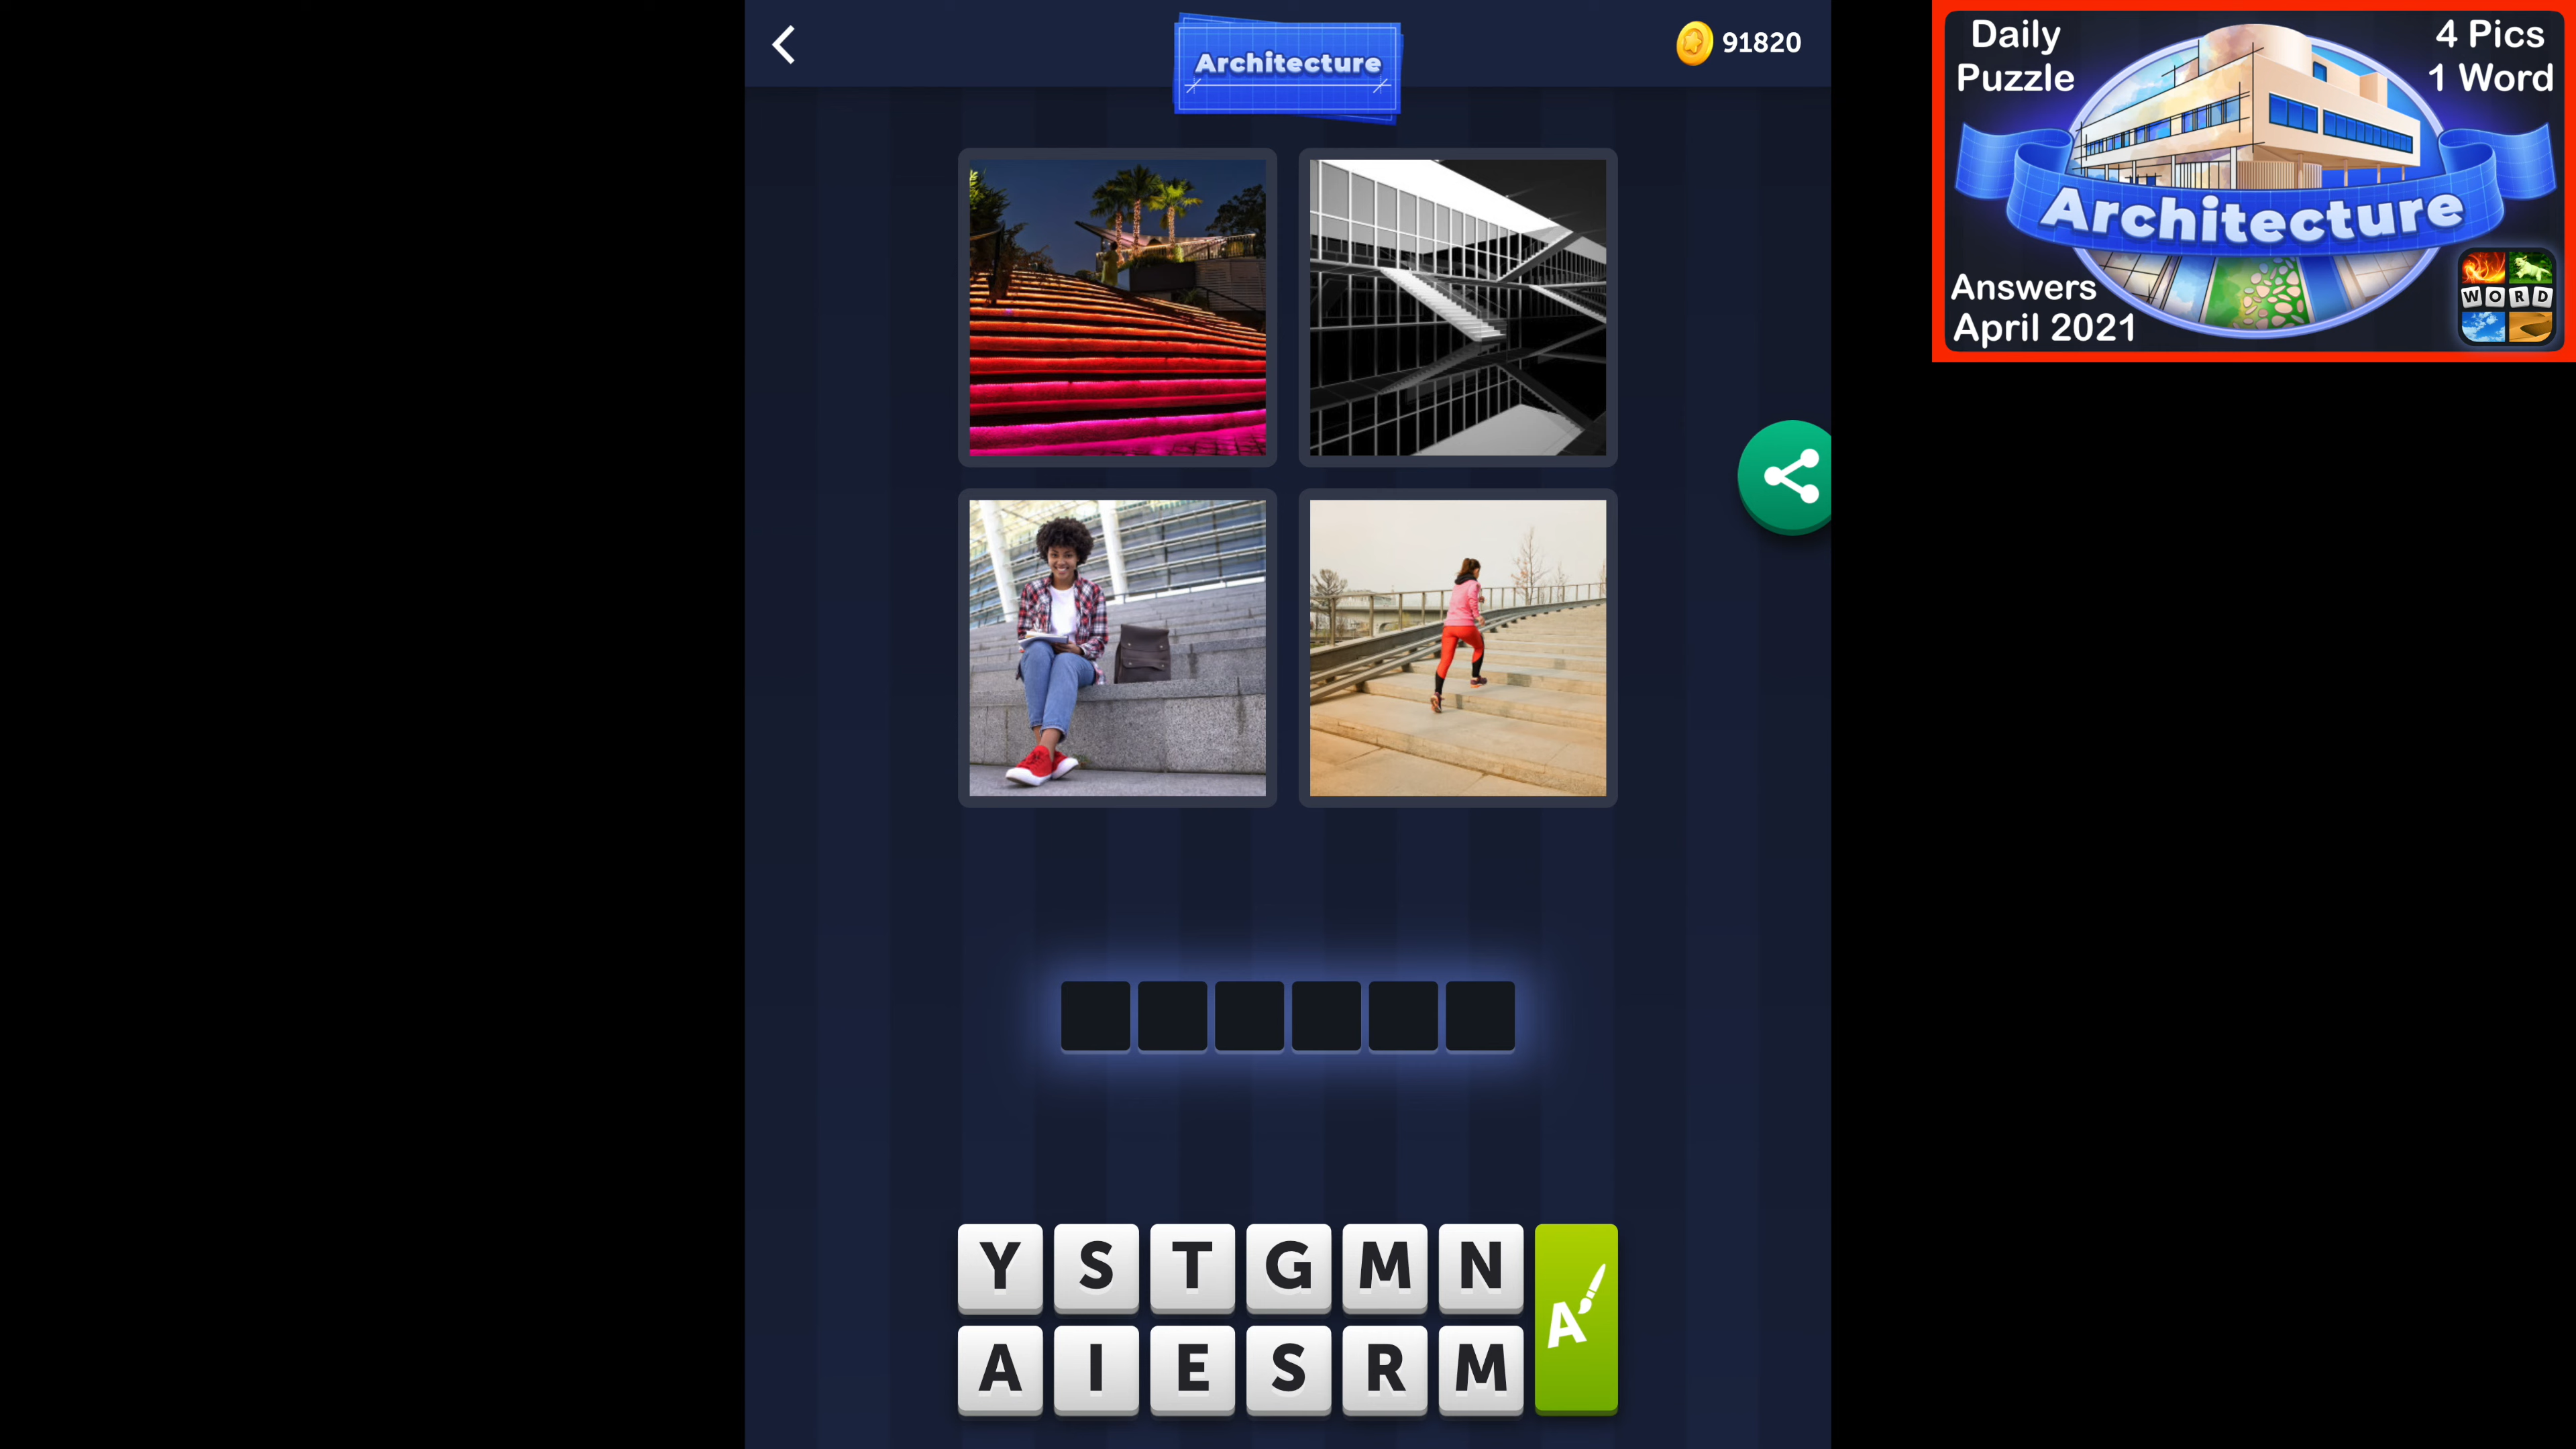 Architecture
91820
Daily
Puzzle
4 Pics
1 Word
Architecture
Answers
April 2021
WORD
Y S T G M N
A I E S R M
A